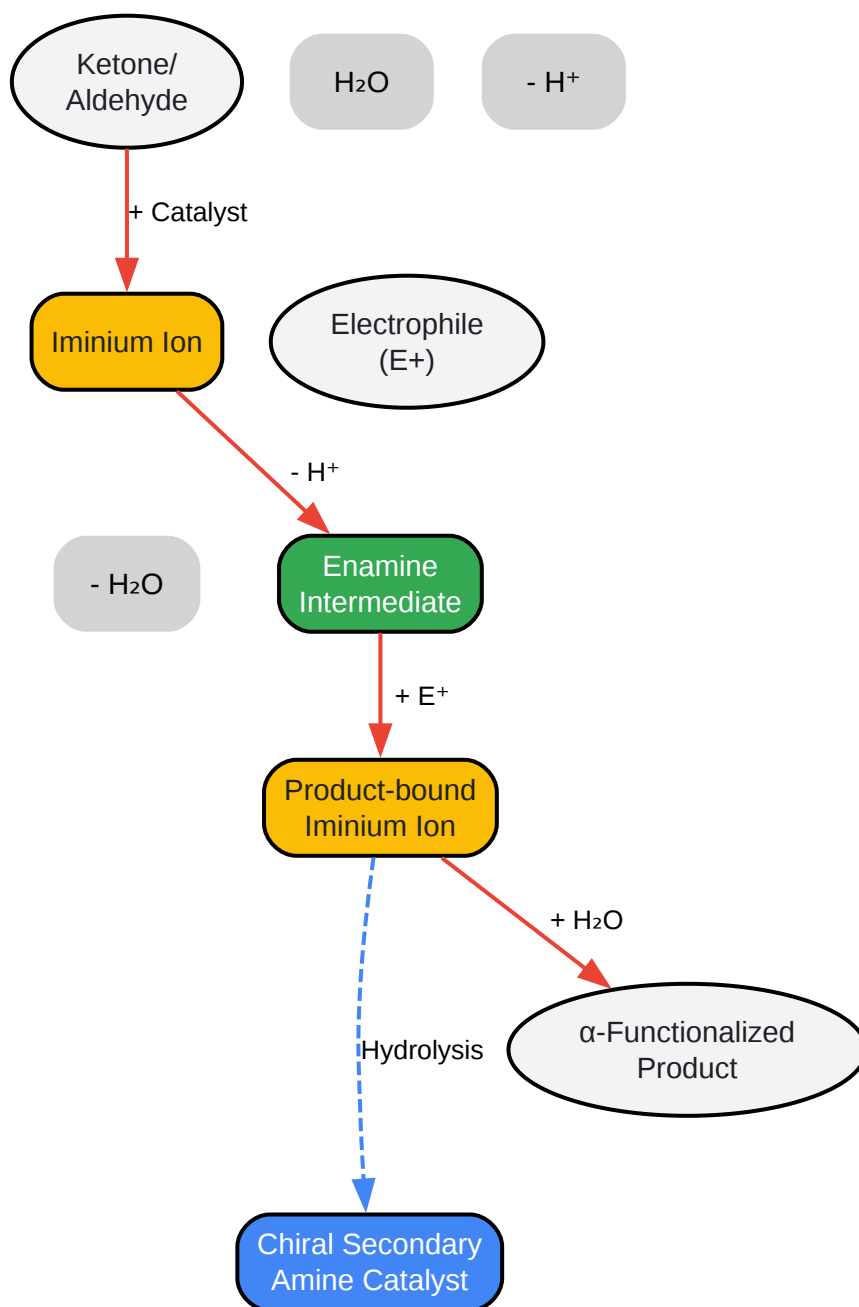 Ketone/
Aldehyde
H₂O
- H⁺
+ Catalyst
Iminium Ion
Electrophile
(E+)
- H⁺
- H₂O
Enamine
Intermediate
+ E⁺
Product-bound
Iminium Ion
+ H₂O
α-Functionalized
Product
Hydrolysis
Chiral Secondary
Amine Catalyst